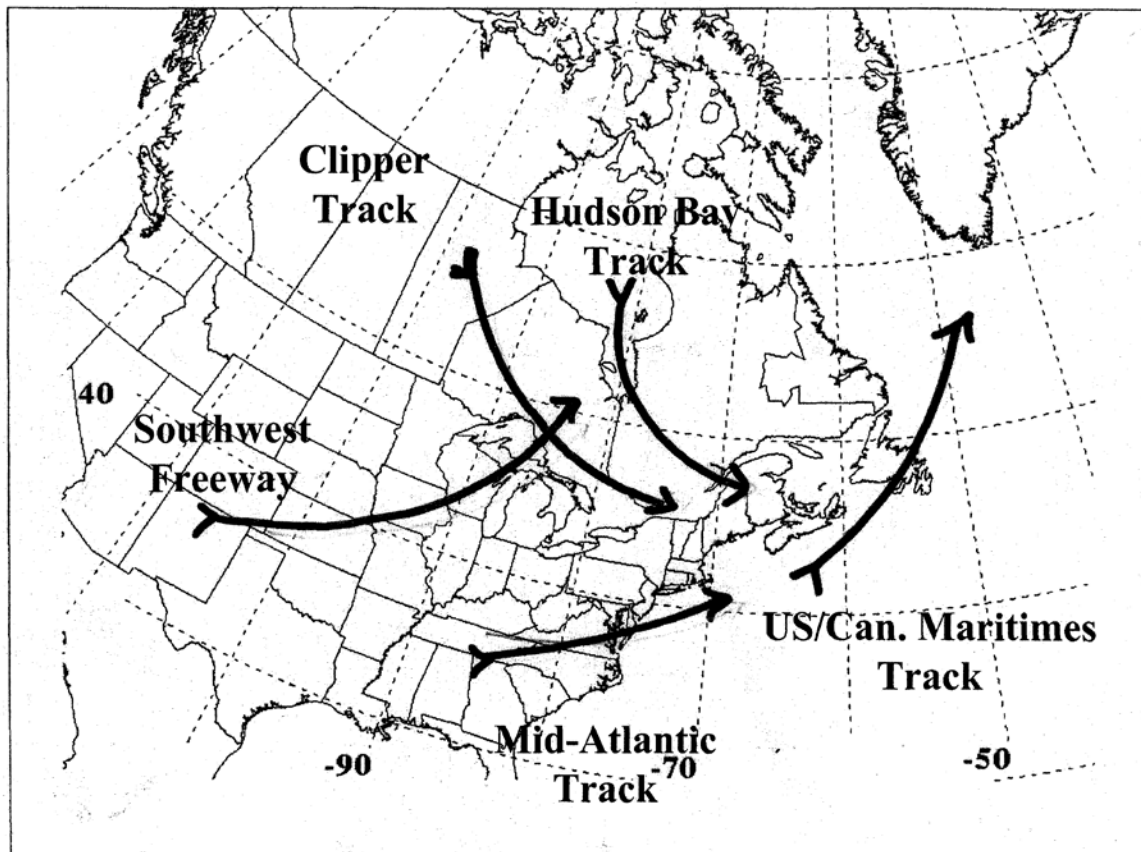 Clipper
Track
Hudson Bay
Track
40
Southwest
Freeway
US/Can. Maritimes
Track
Mid-Atlantic
Track
-90
-70
-50